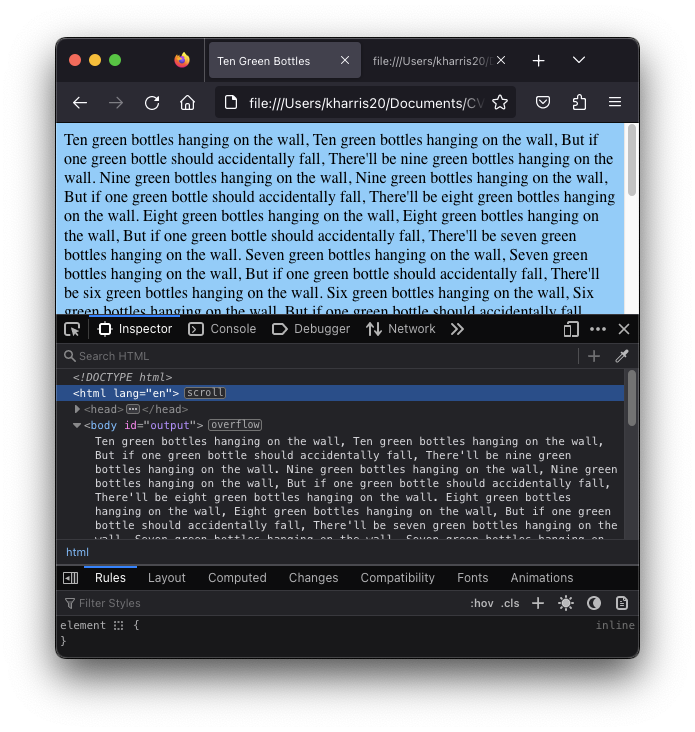 Ten Green Bottles
file:///Users/kharris20/D
file:///Users/kharris20/Documents/CV
Ten green bottles hanging on the wall, Ten green bottles hanging on the wall, But if
one green bottle should accidentally fall, There'll be nine green bottles hanging on the
wall. Nine green bottles hanging on the wall, Nine green bottles hanging on the wall,
But if one green bottle should accidentally fall, There'll be eight green bottles hanging
on the wall. Eight green bottles hanging on the wall, Eight green bottles hanging on
the wall, But if one green bottle should accidentally fall, There'll be seven green
bottles hanging on the wall. Seven green bottles hanging on the wall, Seven green
bottles hanging on the wall, But if one green bottle should accidentally fall, There'll
be six green bottles hanging on the wall. Six green bottles hanging on the wall, Six
green bottles hanging on the wall, But if one green bottle should accidentally fall,
Inspector Console Debugger Network
Search HTML
<!DOCTYPE html>
<html lang="en"> scroll
<head> ••• </head>
<body id="output"> overflow
Ten green bottles hanging on the wall, Ten green bottles hanging on the wall,
But if one green bottle should accidentally fall, There'll be nine green
bottles hanging on the wall. Nine green bottles hanging on the wall, Nine green
bottles hanging on the wall, But if one green bottle should accidentally fall,
There'll be eight green bottles hanging on the wall. Eight green bottles
hanging on the wall, Eight green bottles hanging on the wall, But if one green
bottle should accidentally fall, There'll be seven green bottles hanging on the
wall. Seven green bottles hanging on the wall, Seven green bottles hanging on
html
Rules Layout Computed Changes Compatibility Fonts Animations
Filter Styles :hov .cls
element { inline
}